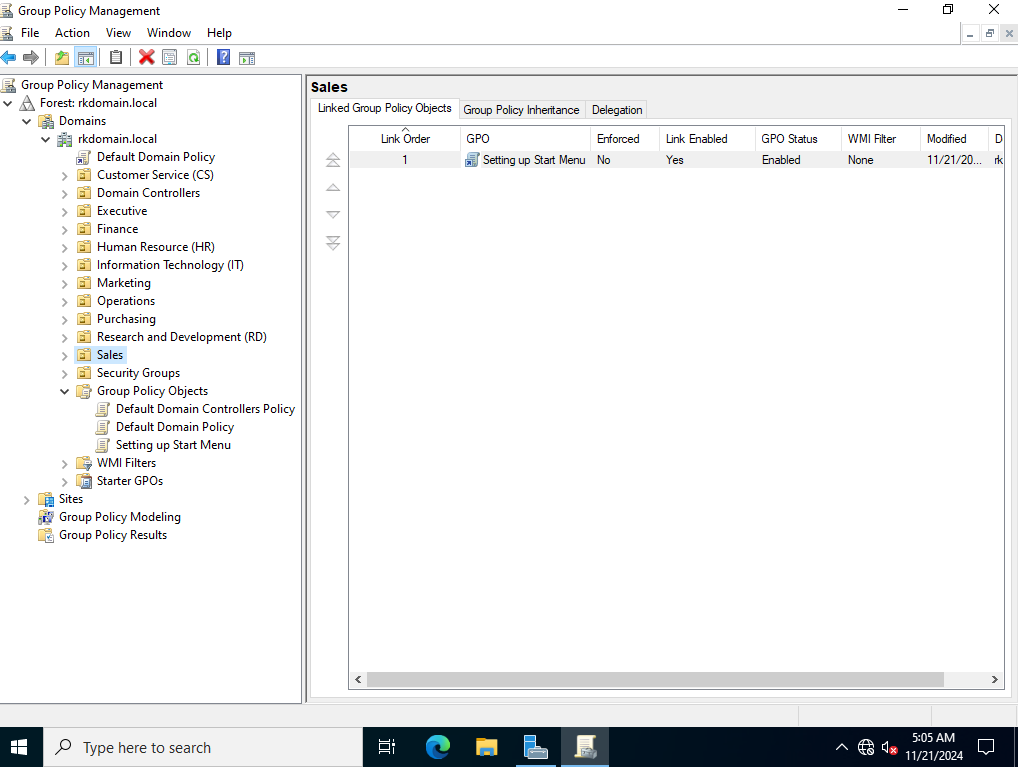 Group Policy Management
File Action View Window Help
Group Policy Management
Forest: rkdomain.local
Domains
rkdomain.local
Default Domain Policy
Customer Service (CS)
Domain Controllers
Executive
Finance
Human Resource (HR)
Information Technology (IT)
Marketing
Operations
Purchasing
Research and Development (RD)
Sales
Security Groups
Group Policy Objects
Default Domain Controllers Policy
Default Domain Policy
Setting up Start Menu
WMI Filters
Starter GPOs
Sites
Group Policy Modeling
Group Policy Results
Sales
Linked Group Policy Objects Group Policy Inheritance Delegation
Link Order GPO Enforced Link Enabled GPO Status WMI Filter Modified D
1 Setting up Start Menu No Yes Enabled None 11/21/20... rk
Type here to search
5:05 AM
11/21/2024